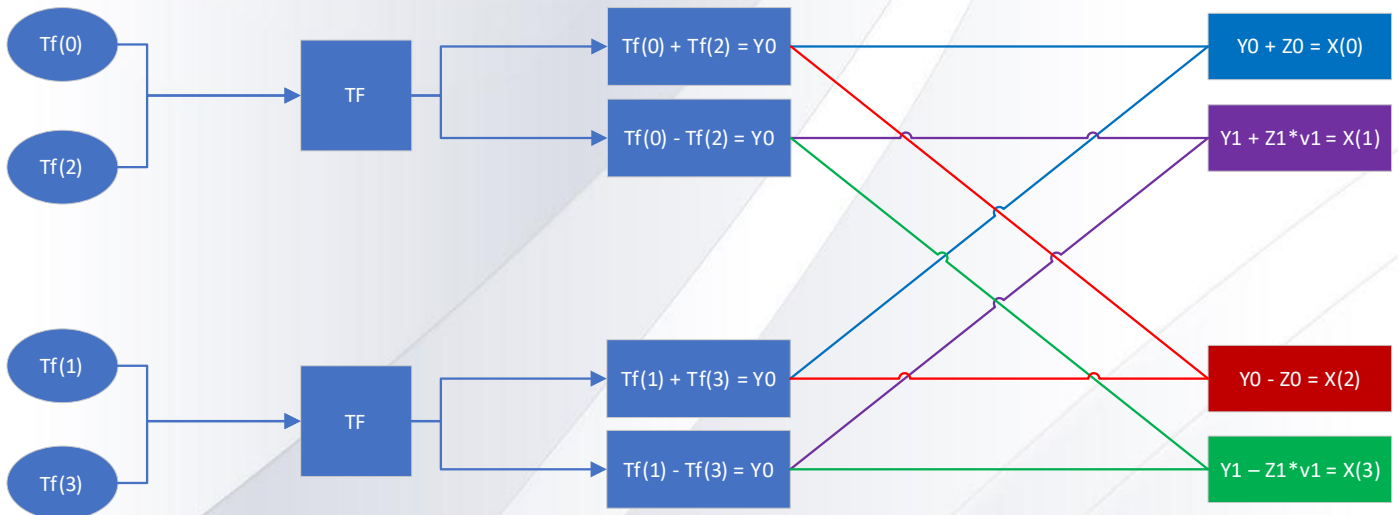 Tf(0)
Tf(2)
TF
Tf(0) + Tf(2) = Y0
Tf(0) - Tf(2) = Y0
Y0 + Z0 = X(0)
Y1 + Z1*v1 = X(1)
Tf(1)
Tf(3)
TF
Tf(1) + Tf(3) = Y0
Tf(1) - Tf(3) = Y0
Y0 - Z0 = X(2)
Y1 – Z1*v1 = X(3)